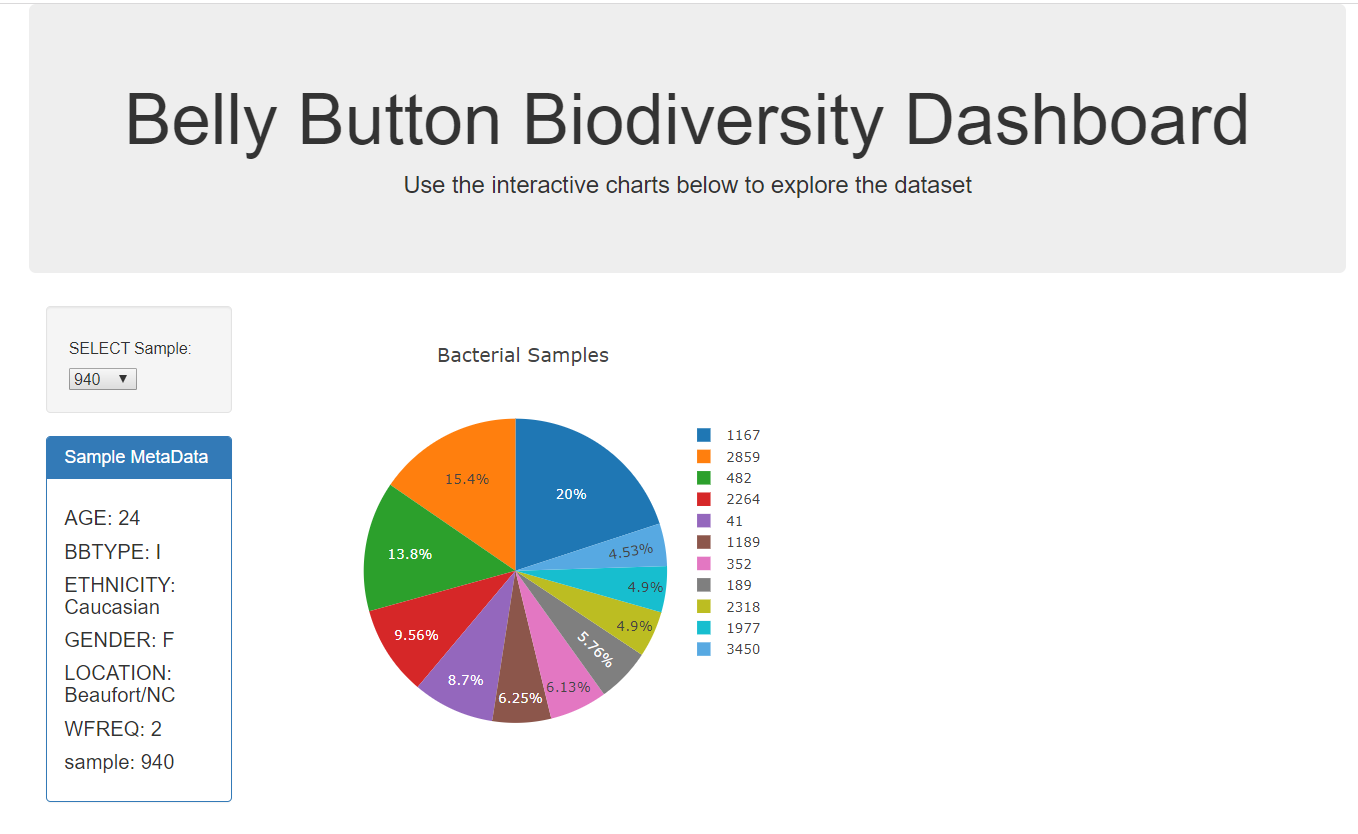 Belly Button Biodiversity Dashboard
Use the interactive charts below to explore the dataset
SELECT Sample:
940 ▼
Sample MetaData
AGE: 24
BBTYPE: I
ETHNICITY:
Caucasian
GENDER: F
LOCATION:
Beaufort/NC
WFREQ: 2
sample: 940
Bacterial Samples
20%
4.53%
4.9%
4.9%
5.76%
6.13%
6.25%
8.7%
9.56%
13.8%
15.4%
1167
2859
482
2264
41
1189
352
189
2318
1977
3450